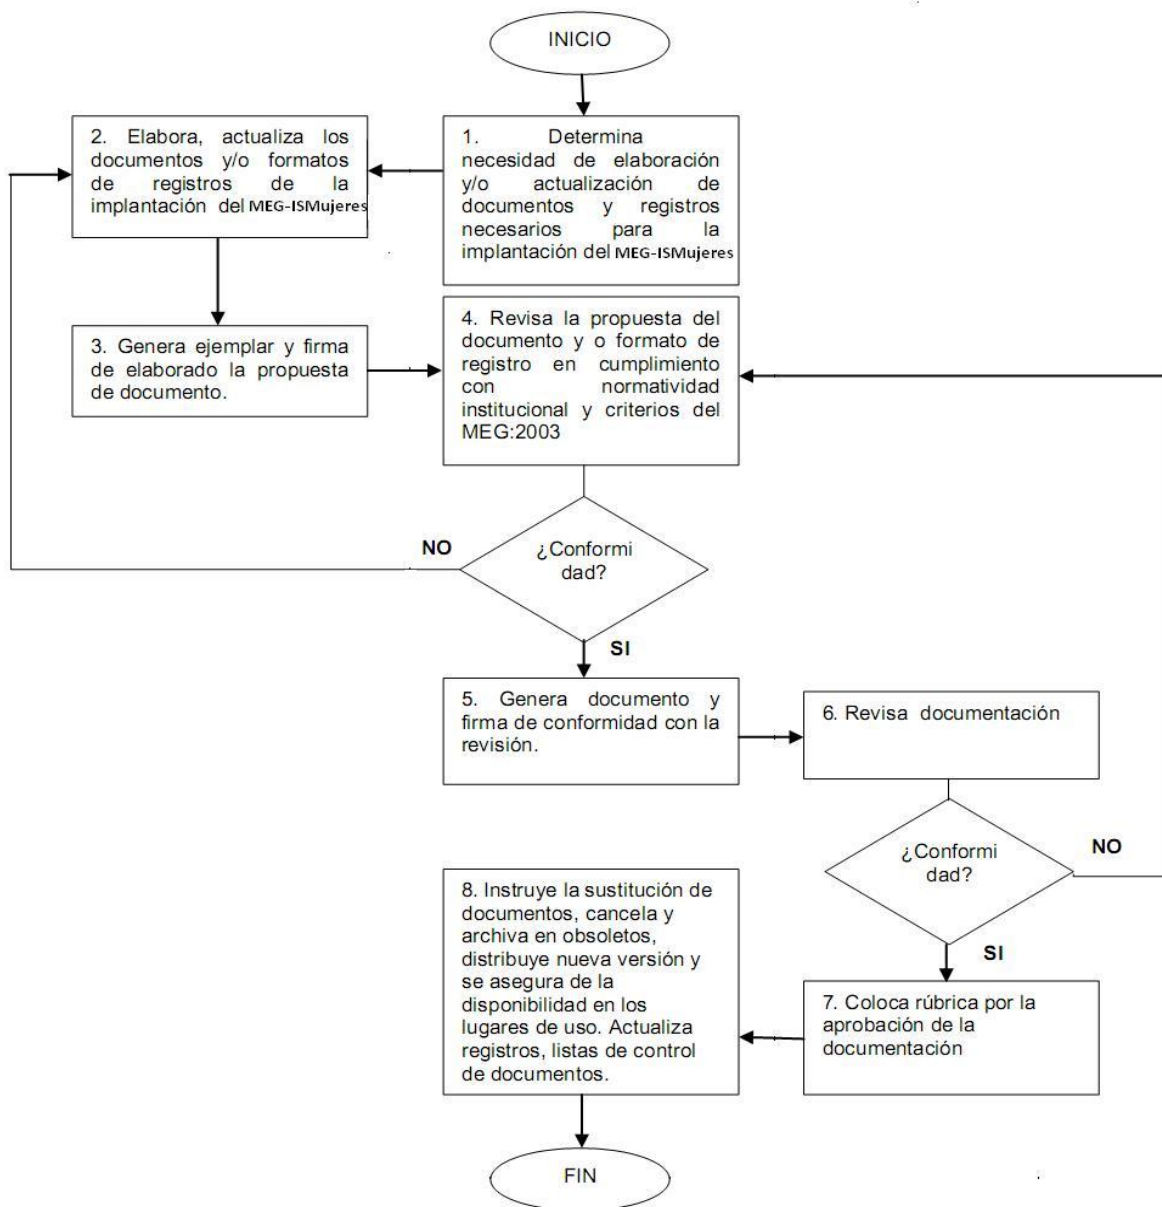 INICIO
1. Determina
necesidad de elaboración
y/o actualización de
documentos y registros
necesarios para la
implantación del MEG-ISMujeres
2. Elabora, actualiza los
documentos y/o formatos
de registros de la
implantación del MEG-ISMujeres
3. Genera ejemplar y firma
de elaborado la propuesta
de documento.
4. Revisa la propuesta del
documento y o formato de
registro en cumplimiento
con normatividad
institucional y criterios del
MEG:2003
¿Conformi
dad?
NO
SI
5. Genera documento y
firma de conformidad con la
revisión.
6. Revisa documentación
¿Conformi
dad?
NO
SI
7. Coloca rúbrica por la
aprobación de la
documentación
8. Instruye la sustitución de
documentos, cancela y
archiva en obsoletos,
distribuye nueva versión y
se asegura de la
disponibilidad en los
lugares de uso. Actualiza
registros, listas de control
de documentos.
FIN